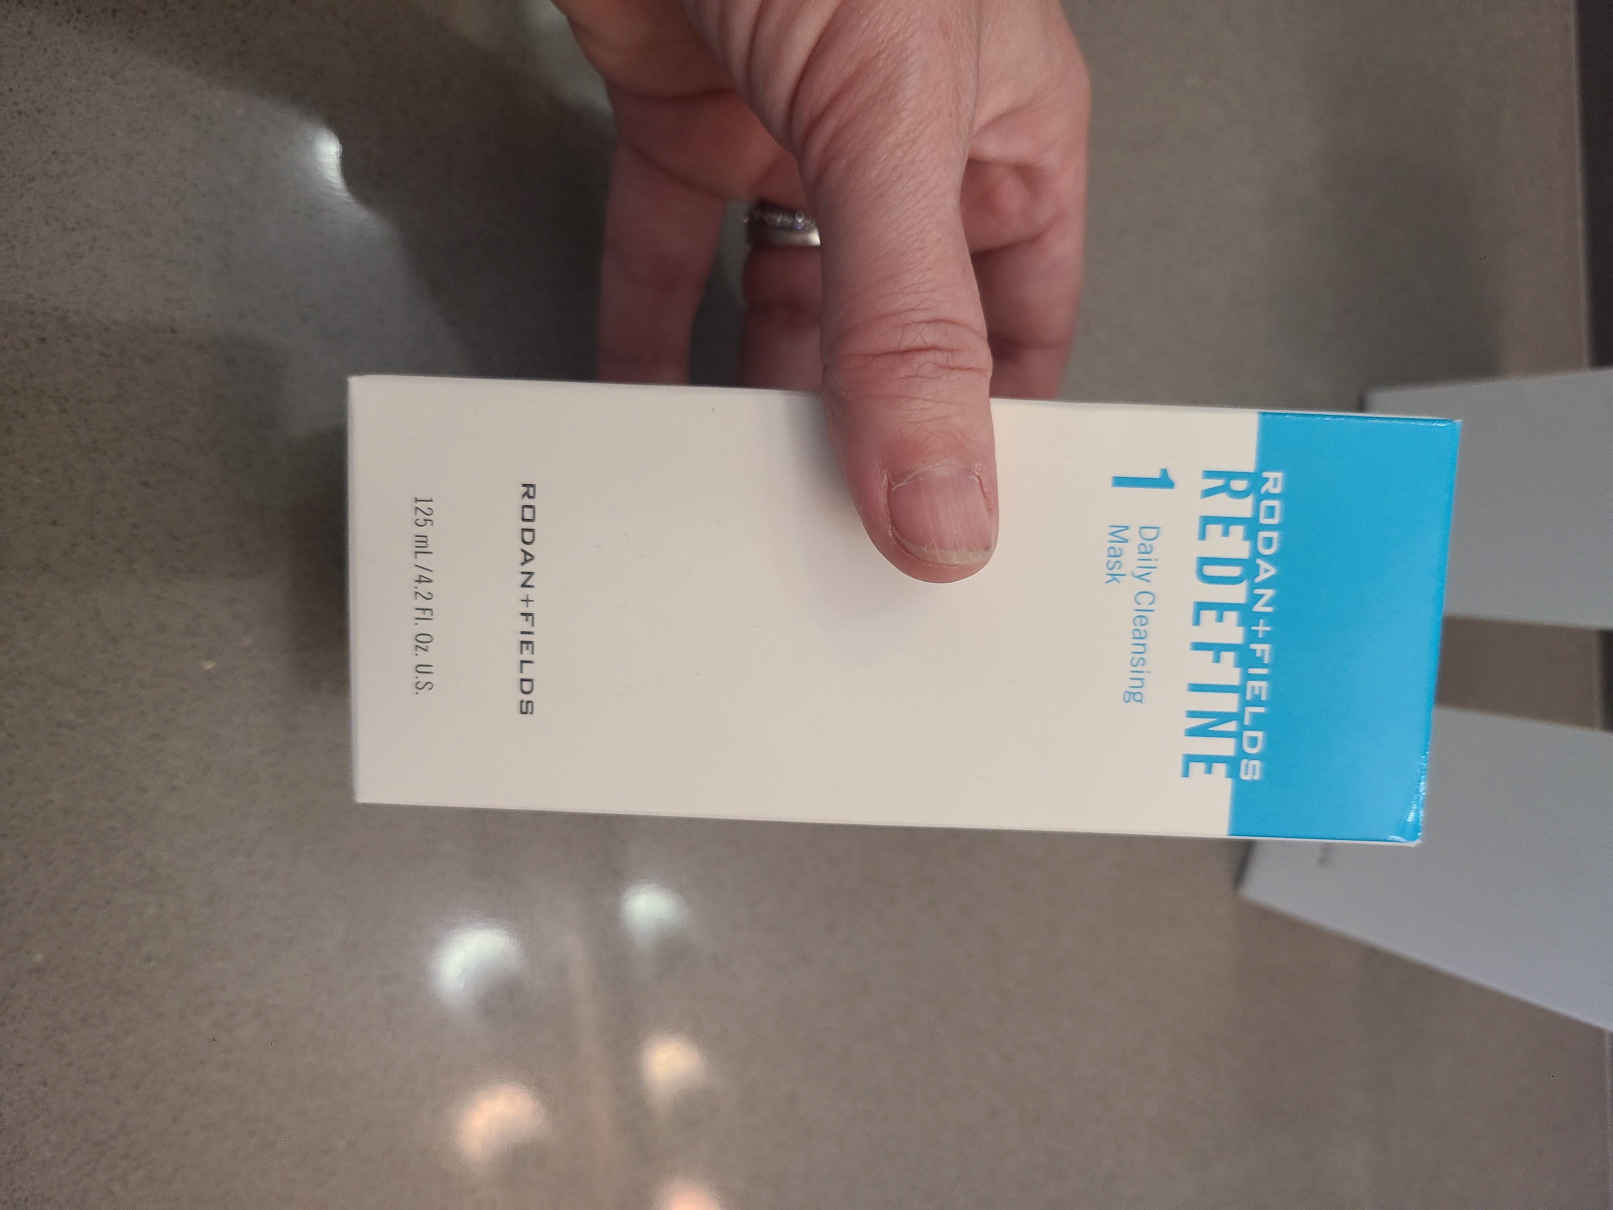 RODAN+FIELDS
REDEFINE
1 Daily Cleansing
Mask
RODAN+FIELDS
125 mL / 4.2 Fl. Oz. U.S.